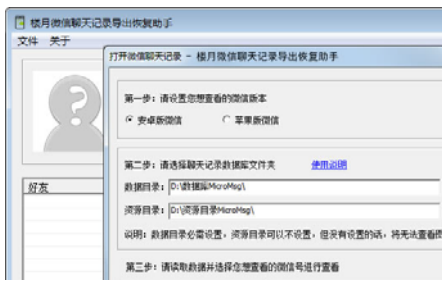 楼月微信聊天记录导出恢复助手
文件 关于
打开微信聊天记录 - 楼月微信聊天记录导出恢复助手
第一步：请设置您想查看的微信版本
安卓版微信 苹果版微信
第二步：请选择聊天记录数据库文件夹 使用说明
好友
数据目录：D:\数据库MicroMsg\
资源目录：D:\资源目录MicroMsg\
说明：数据目录必需设置，资源目录可以不设置，但没有设置的话，将无法查看图
第三步：请读取数据并选择您想查看的微信号进行查看